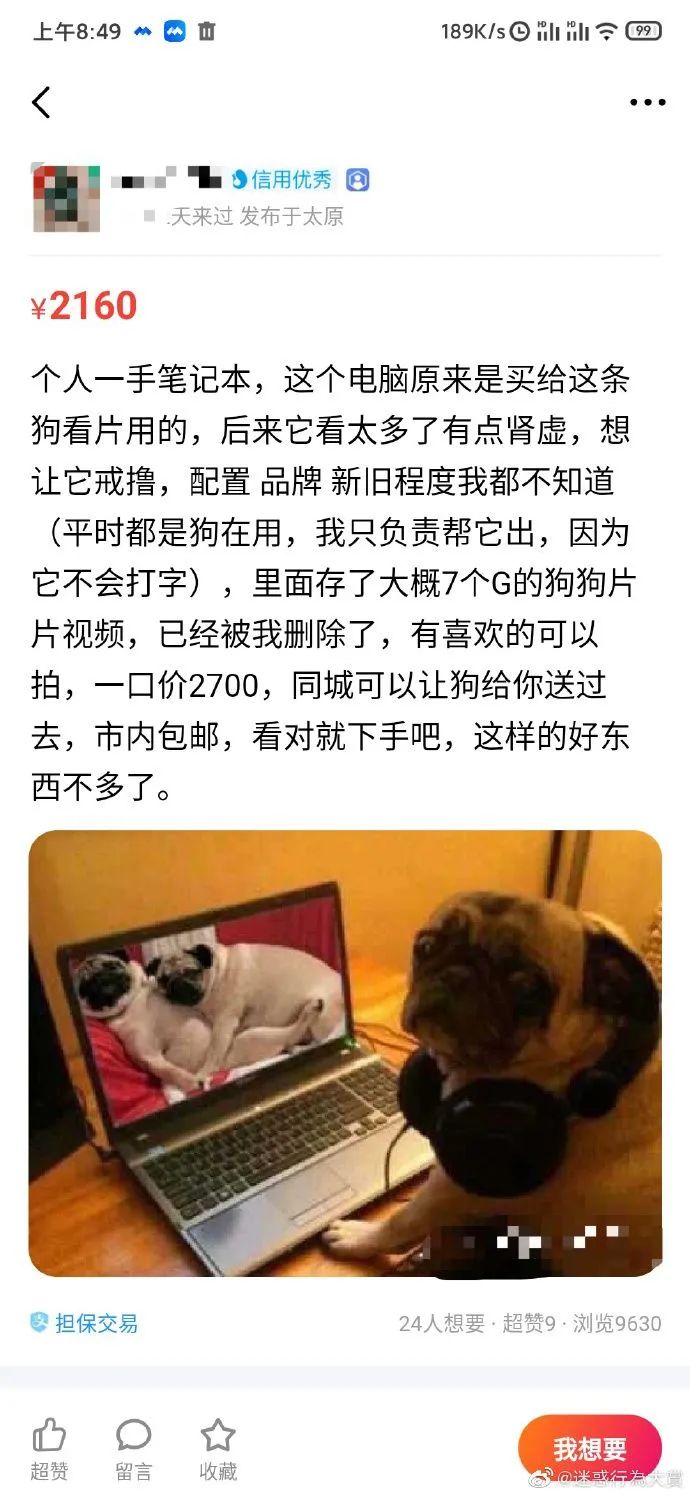 上午8:49
189K/s
99
信用优秀
天来过 发布于太原
¥2160
个人一手笔记本，这个电脑原来是买给这条
狗看片用的，后来它看太多了有点肾虚，想
让它戒撸，配置 品牌 新旧程度我都不知道
（平时都是狗在用，我只负责帮它出，因为
它不会打字），里面存了大概7个G的狗狗片
片视频，已经被我删除了，有喜欢的可以
拍，一口价2700，同城可以让狗给你送过
去，市内包邮，看对就下手吧，这样的好东
西不多了。
担保交易
24人想要 · 超赞9 · 浏览9630
超赞
留言
收藏
我想要
@迷惑行為大賞